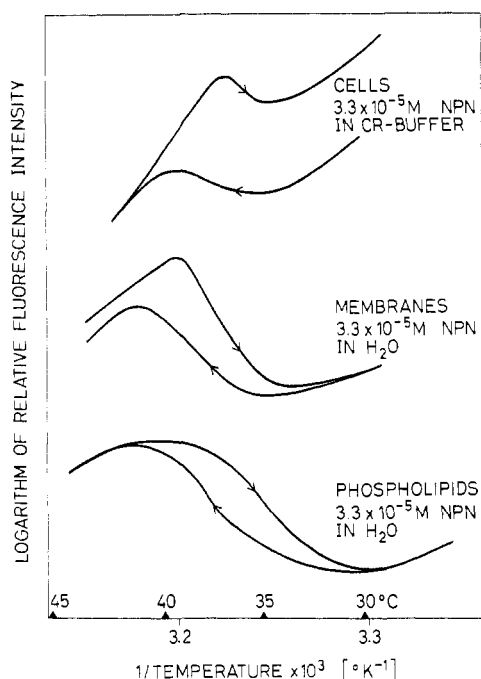 LOGARITHM OF RELATIVE FLUORESCENCE INTENSITY
CELLS
3.3 x 10⁻⁵M NPN
IN CR-BUFFER
MEMBRANES
3.3 x 10⁻⁵M NPN
IN H₂O
PHOSPHOLIPIDS
3.3 x 10⁻⁵M NPN
IN H₂O
45 40 35 30°C
3.2 3.3
1/TEMPERATURE x10³ [°K⁻¹]